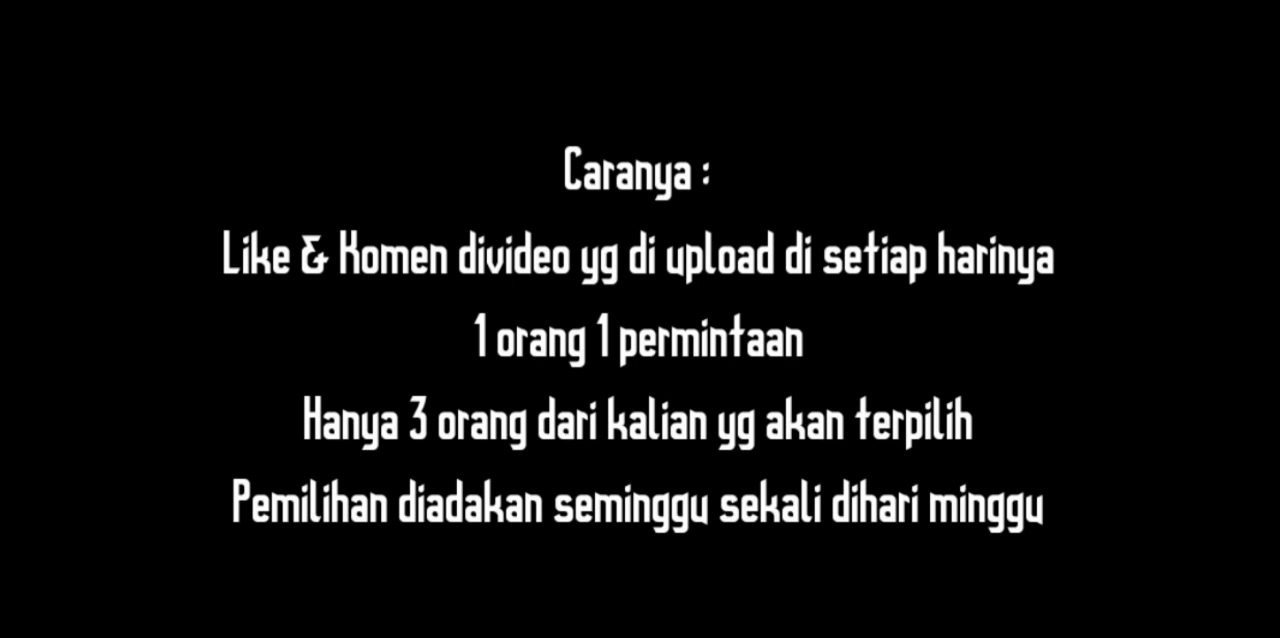 Caranya :
Like & Komen divideo yg di upload di setiap harinya
1 orang 1 permintaan
Hanya 3 orang dari kalian yg akan terpilih
Pemilihan diadakan seminggu sekali dihari minggu